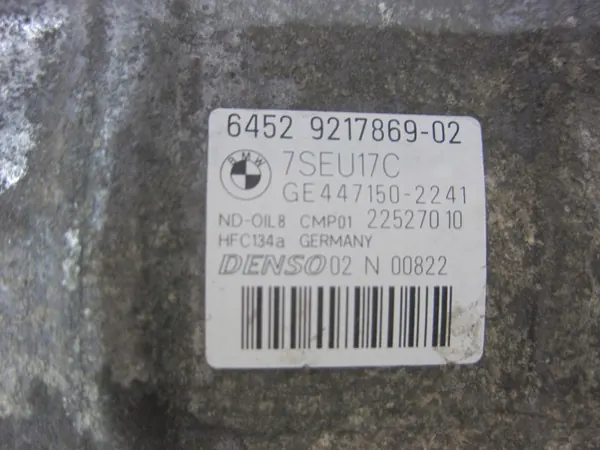 6452 9217869-02
BMW 7SEU17C
GE447150-2241
ND-OIL8 CMP01 22527010
HFC134a GERMANY
DENSO 02 N 00822